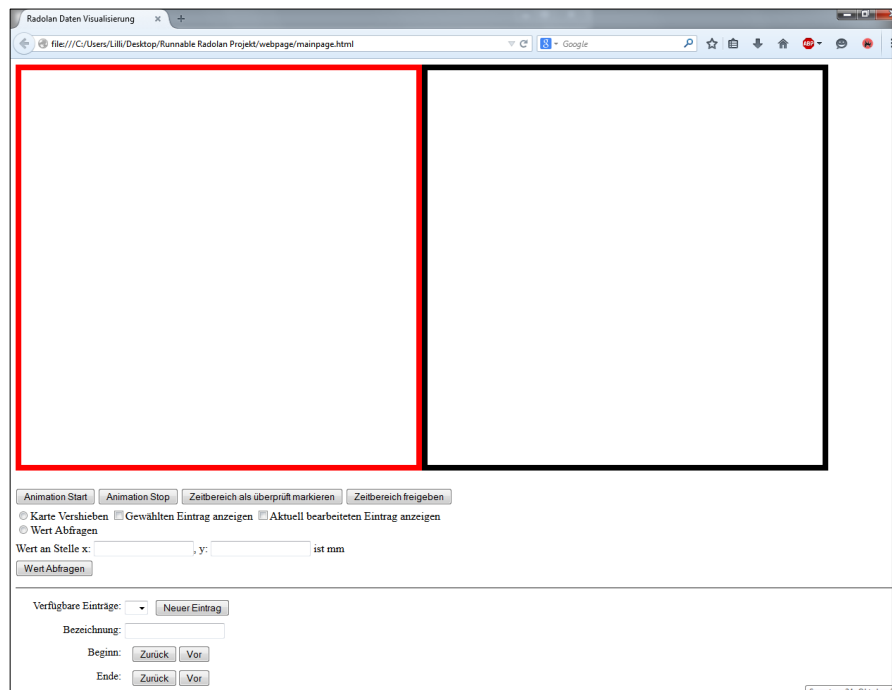 Radolan Daten Visualisierung
file:///C:/Users/Lilli/Desktop/Runnable Radolan Projekt/webpage/mainpage.html
8 Google
ABP
Animation Start Animation Stop Zeitbereich als überprüft markieren Zeitbereich freigeben
Karte Vershieben Gewählten Eintrag anzeigen Aktuell bearbeiteten Eintrag anzeigen
Wert Abfragen
Wert an Stelle x: , y: ist mm
Wert Abfragen
Verfügbare Einträge: Neuer Eintrag
Bezeichnung:
Beginn: Zurück Vor
Ende: Zurück Vor